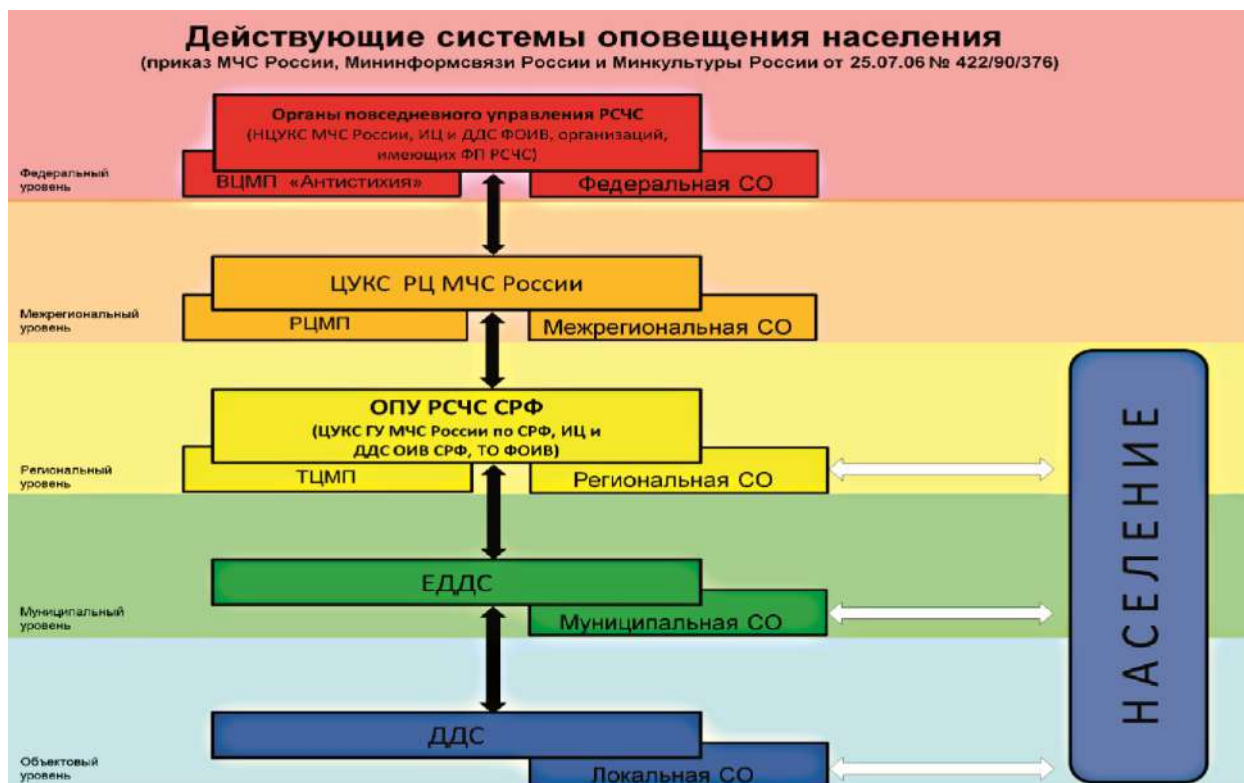 Действующие системы оповещения населения
(приказ МЧС России, Мининформсвязи России и Минкультуры России от 25.07.06 № 422/90/376)
Органы повседневного управления РСЧС
(НЦУКС МЧС России, ИЦ и ДДС ФОИВ, организаций,
имеющих ФП РСЧС)
Федеральный
уровень
ВЦМП «Антистихия»
Федеральная СО
ЦУКС РЦ МЧС России
Межрегиональный
уровень
РЦМП
Межрегиональная СО
ОПУ РСЧС СРФ
(ЦУКС ГУ МЧС России по СРФ, ИЦ и
ДДС ОИВ СРФ, ТО ФОИВ)
Региональный
уровень
ТЦМП
Региональная СО
ЕДДС
Муниципальный
уровень
Муниципальная СО
ДДС
Объектовый
уровень
Локальная СО
НАСЕЛЕНИЕ